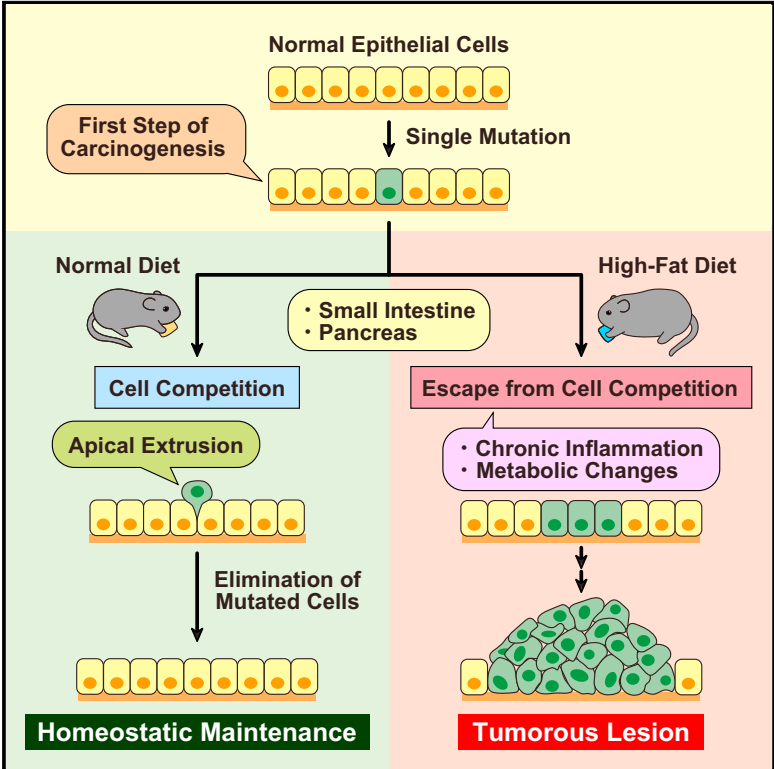 Normal Epithelial Cells
First Step of
Carcinogenesis
Single Mutation
Normal Diet
High-Fat Diet
・Small Intestine
・Pancreas
Cell Competition
Escape from Cell Competition
Apical Extrusion
・Chronic Inflammation
・Metabolic Changes
Elimination of
Mutated Cells
Homeostatic Maintenance
Tumorous Lesion